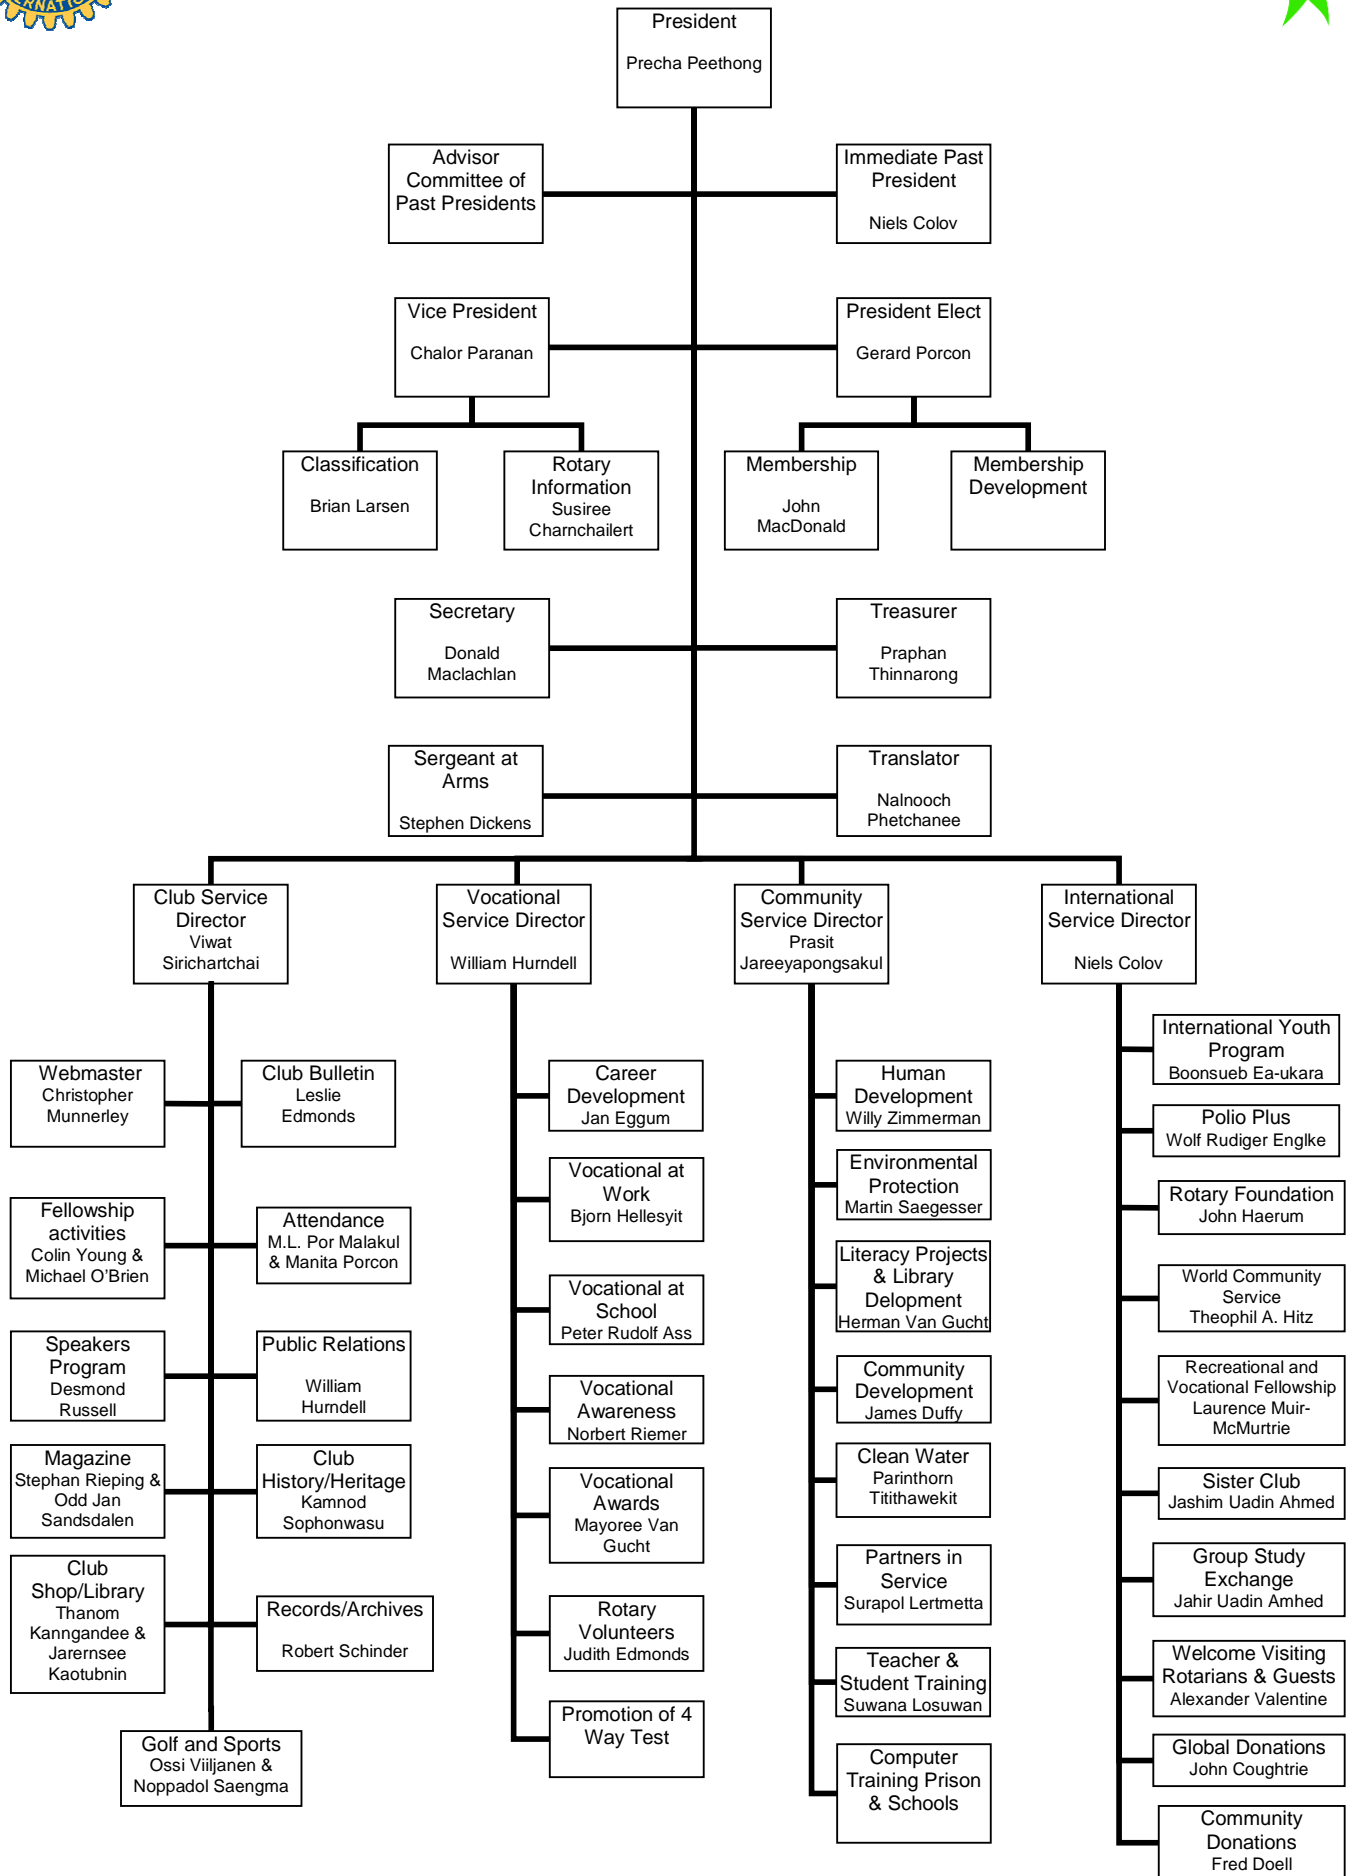 ERNATIO
President
Precha Peethong
Advisor
Committee of
Past Presidents
Immediate Past
President
Niels Colov
Vice President
Chalor Paranan
President Elect
Gerard Porcon
Classification
Brian Larsen
Rotary
Information
Susiree
Charnchailert
Membership
John
MacDonald
Membership
Development
Secretary
Donald
Maclachlan
Treasurer
Praphan
Thinnarong
Sergeant at
Arms
Stephen Dickens
Translator
Nalnooch
Phetchanee
Club Service
Director
Viwat
Sirichartchai
Vocational
Service Director
William Hurndell
Community
Service Director
Prasit
Jareeyapongsakul
International
Service Director
Niels Colov
Webmaster
Christopher
Munnerley
Club Bulletin
Leslie
Edmonds
Fellowship
activities
Colin Young &
Michael O'Brien
Attendance
M.L. Por Malakul
& Manita Porcon
Speakers
Program
Desmond
Russell
Public Relations
William
Hurndell
Magazine
Stephan Rieping &
Odd Jan
Sandsdalen
Club
History/Heritage
Kamnod
Sophonwasu
Club
Shop/Library
Thanom
Kanngandee &
Jarernsee
Kaotubnin
Records/Archives
Robert Schinder
Golf and Sports
Ossi Viiljanen &
Noppadol Saengma
Career
Development
Jan Eggum
Vocational at
Work
Bjorn Hellesyit
Vocational at
School
Peter Rudolf Ass
Vocational
Awareness
Norbert Riemer
Vocational
Awards
Mayoree Van
Gucht
Rotary
Volunteers
Judith Edmonds
Promotion of 4
Way Test
Human
Development
Willy Zimmerman
Environmental
Protection
Martin Saegesser
Literacy Projects
& Library
Delopment
Herman Van Gucht
Community
Development
James Duffy
Clean Water
Parinthorn
Titithawekit
Partners in
Service
Surapol Lertmetta
Teacher &
Student Training
Suwana Losuwan
Computer
Training Prison
& Schools
International Youth
Program
Boonsueb Ea-ukara
Polio Plus
Wolf Rudiger Englke
Rotary Foundation
John Haerum
World Community
Service
Theophil A. Hitz
Recreational and
Vocational Fellowship
Laurence Muir-
McMurtrie
Sister Club
Jashim Uadin Ahmed
Group Study
Exchange
Jahir Uadin Amhed
Welcome Visiting
Rotarians & Guests
Alexander Valentine
Global Donations
John Coughtrie
Community
Donations
Fred Doell